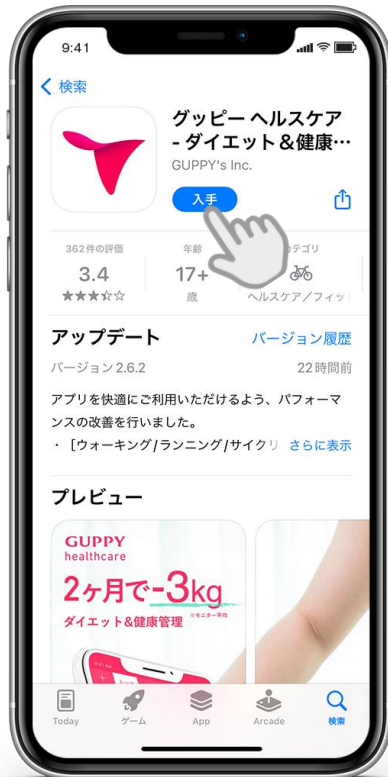 9:41
検索
グッピー ヘルスケア
- ダイエット&健康…
GUPPY's Inc.
入手
362件の評価
年齢
カテゴリ
3.4
17+
★★★★☆
歳
ヘルスケア／フィッ
アップデート
バージョン履歴
バージョン 2.6.2
22時間前
アプリを快適にご利用いただけるよう、パフォーマ
ンスの改善を行いました。
・［ウォーキング/ランニング/サイクリ さらに表示
プレビュー
GUPPY
healthcare
2ヶ月で-3kg
※モニター平均
ダイエット&健康管理
Today
ゲーム
App
Arcade
検索